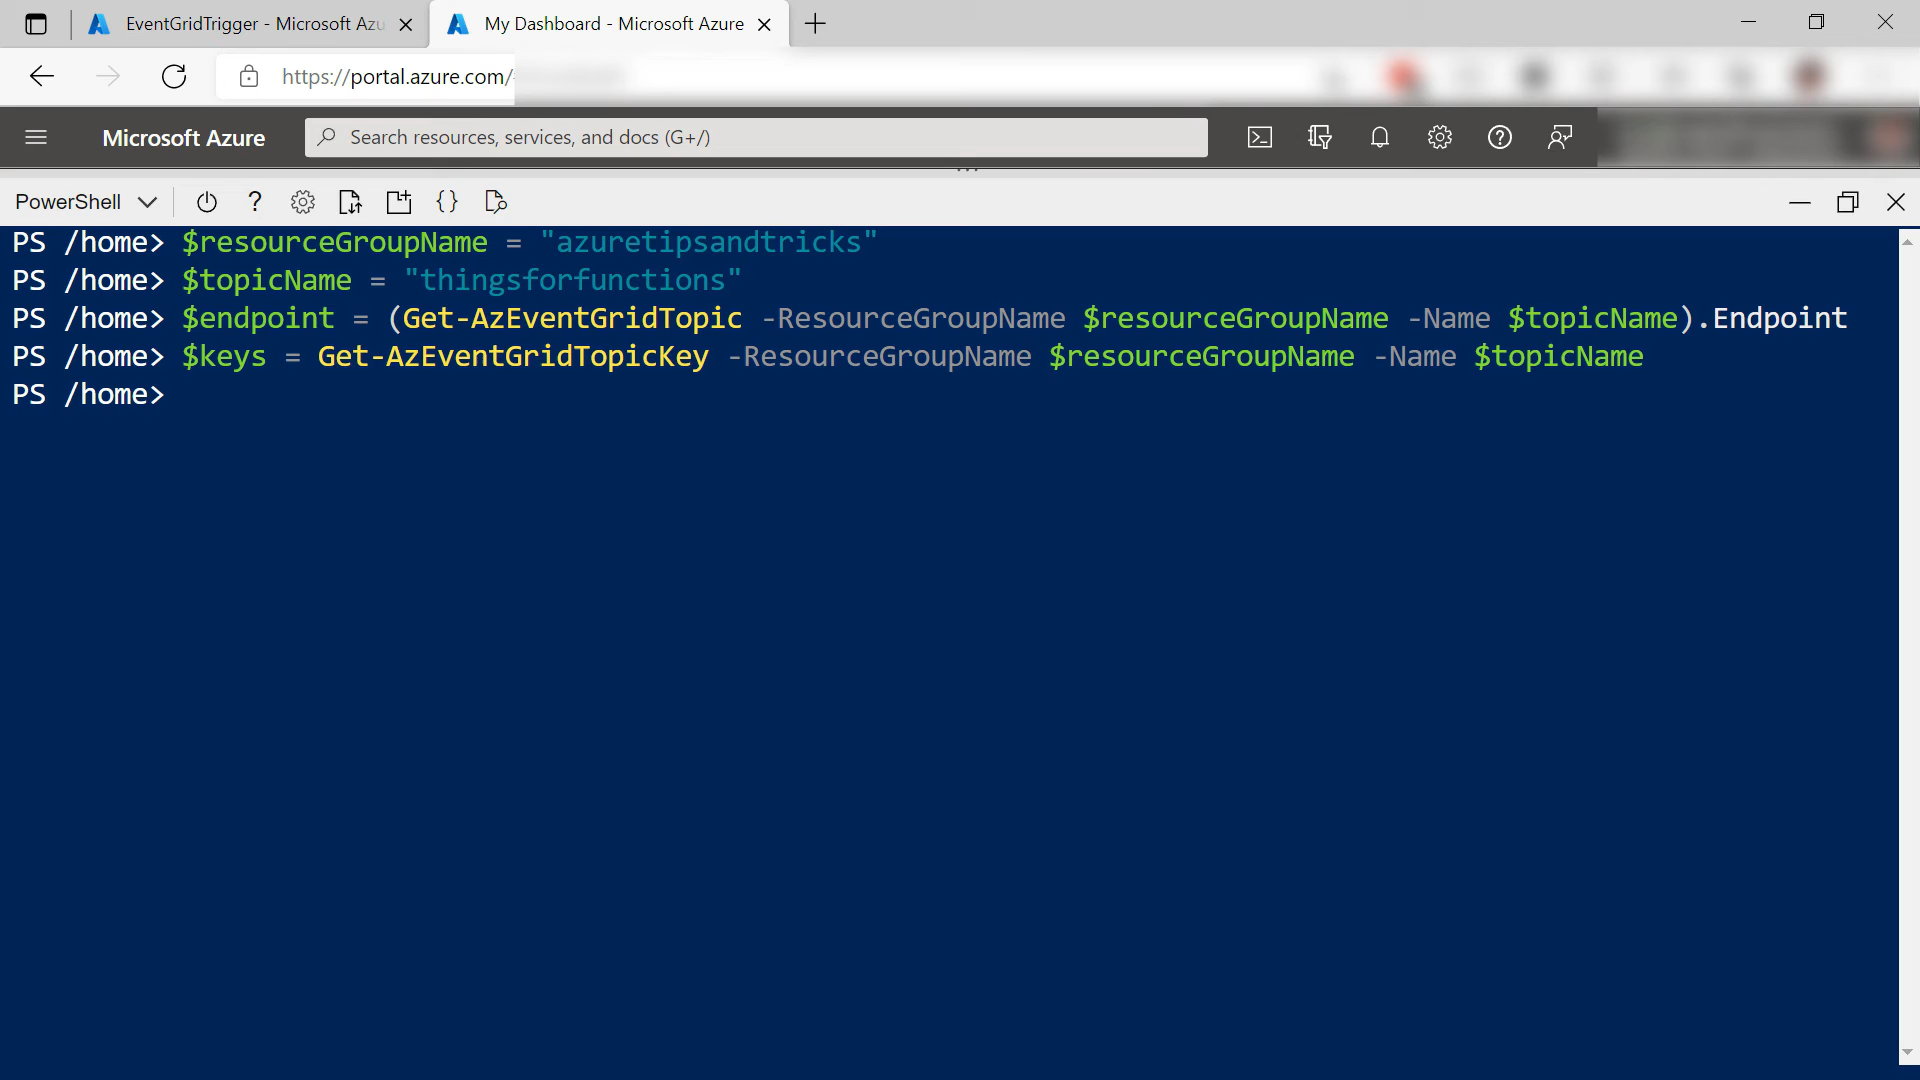 EventGridTrigger - Microsoft Azu
My Dashboard - Microsoft Azure
https://portal.azure.com/
Microsoft Azure
Search resources, services, and docs (G+/)
PowerShell
PS /home> $resourceGroupName = "azuretipsandtricks"
PS /home> $topicName = "thingsforfunctions"
PS /home> $endpoint = (Get-AzEventGridTopic -ResourceGroupName $resourceGroupName -Name $topicName).Endpoint
PS /home> $keys = Get-AzEventGridTopicKey -ResourceGroupName $resourceGroupName -Name $topicName
PS /home>